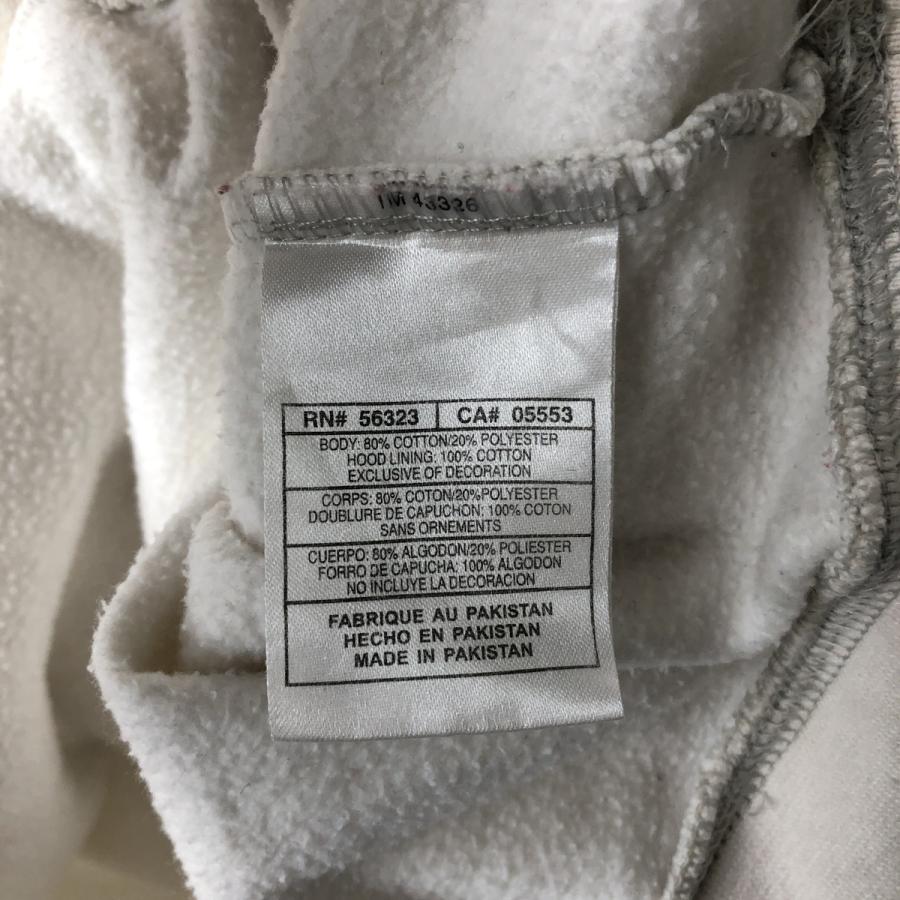 IM 43326
RN# 56323 CA# 05553
BODY: 80% COTTON/20% POLYESTER
HOOD LINING: 100% COTTON
EXCLUSIVE OF DECORATION
CORPS: 80% COTON/20%POLYESTER
DOUBLURE DE CAPUCHON: 100% COTON
SANS ORNEMENTS
CUERPO: 80% ALGODON/20% POLIESTER
FORRO DE CAPUCHA: 100% ALGODON
NO INCLUYE LA DECORACION
FABRIQUE AU PAKISTAN
HECHO EN PAKISTAN
MADE IN PAKISTAN